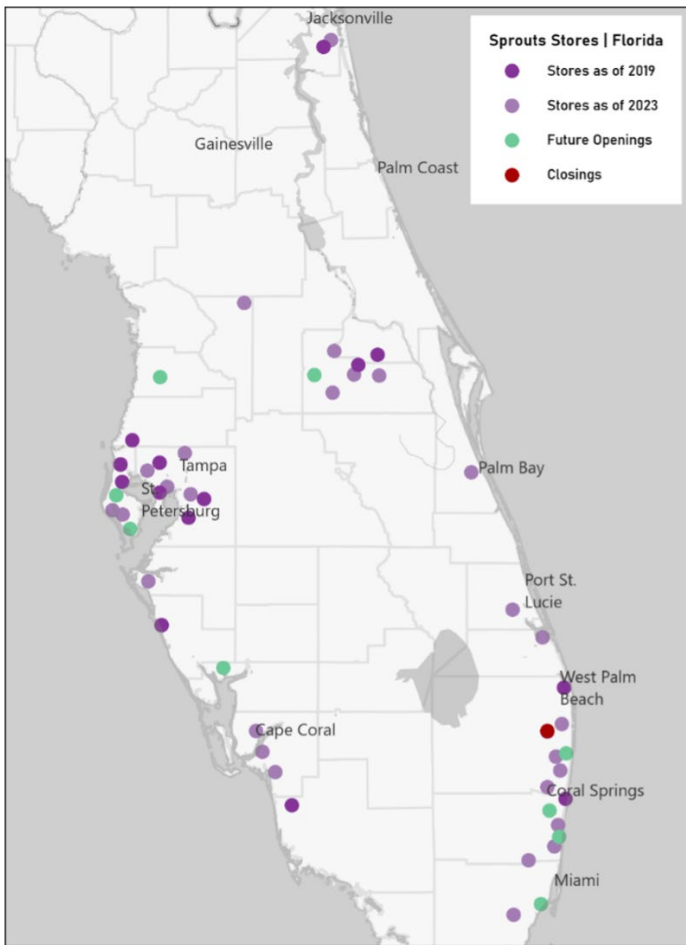 Jacksonville
Sprouts Stores | Florida
Stores as of 2019
Stores as of 2023
Future Openings
Closings
Gainesville
Palm Coast
Tampa
Palm Bay
St.
Petersburg
Port St.
Lucie
West Palm
Beach
Cape Coral
Coral Springs
Miami